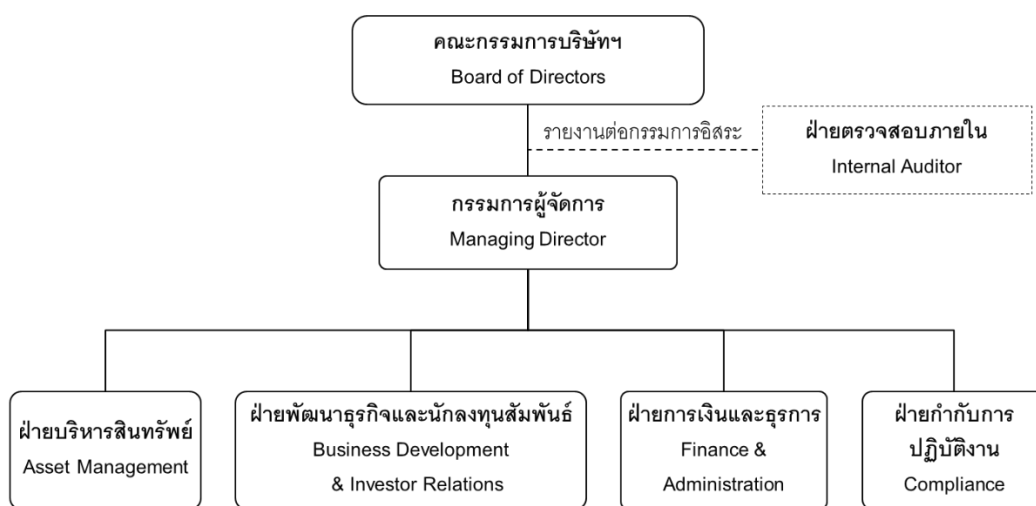 คณะกรรมการบริษัทฯ
Board of Directors
รายงานต่อกรรมการอิสระ
ฝ่ายตรวจสอบภายใน
Internal Auditor
กรรมการผู้จัดการ
Managing Director
ฝ่ายบริหารสินทรัพย์
Asset Management
ฝ่ายพัฒนาธุรกิจและนักลงทุนสัมพันธ์
Business Development
& Investor Relations
ฝ่ายการเงินและธุรการ
Finance &
Administration
ฝ่ายกำกับการ
ปฏิบัติงาน
Compliance